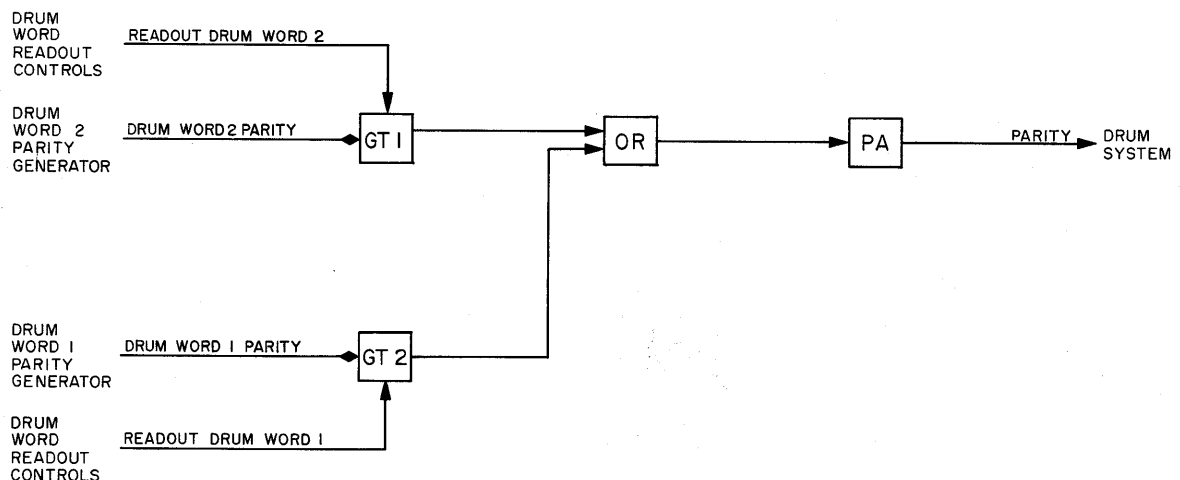 DRUM
WORD
READOUT
CONTROLS
READOUT DRUM WORD 2
DRUM
WORD 2
PARITY
GENERATOR
DRUM WORD 2 PARITY
GT 1
OR
PA
PARITY
DRUM
SYSTEM
DRUM
WORD 1
PARITY
GENERATOR
DRUM WORD 1 PARITY
GT 2
DRUM
WORD
READOUT
CONTROLS
READOUT DRUM WORD 1